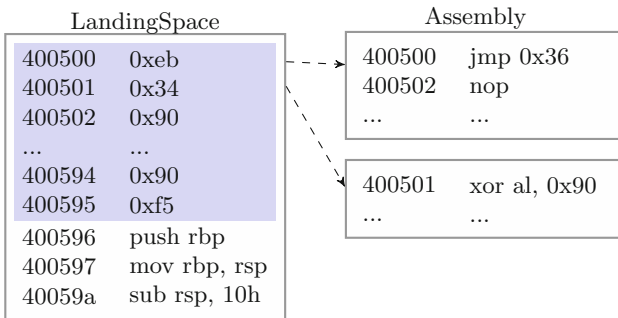 LandingSpace
400500 0xeb
400501 0x34
400502 0x90
... ...
400594 0x90
400595 0xf5
400596 push rbp
400597 mov rbp, rsp
40059a sub rsp, 10h
Assembly
400500 jmp 0x36
400502 nop
... ...
400501 xor al, 0x90
... ...